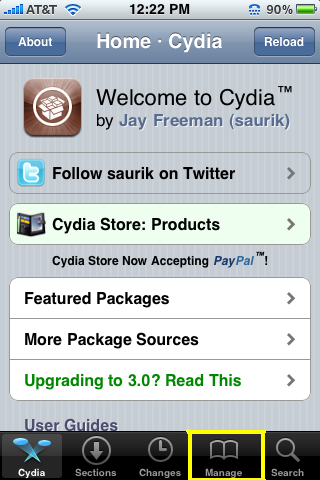 AT&T 12:22 PM 90%
About Home · Cydia Reload
Welcome to Cydia™
by Jay Freeman (saurik)
Follow saurik on Twitter
Cydia Store: Products
Cydia Store Now Accepting PayPal™!
Featured Packages
More Package Sources
Upgrading to 3.0? Read This
User Guides
Cydia Sections Changes Manage Search